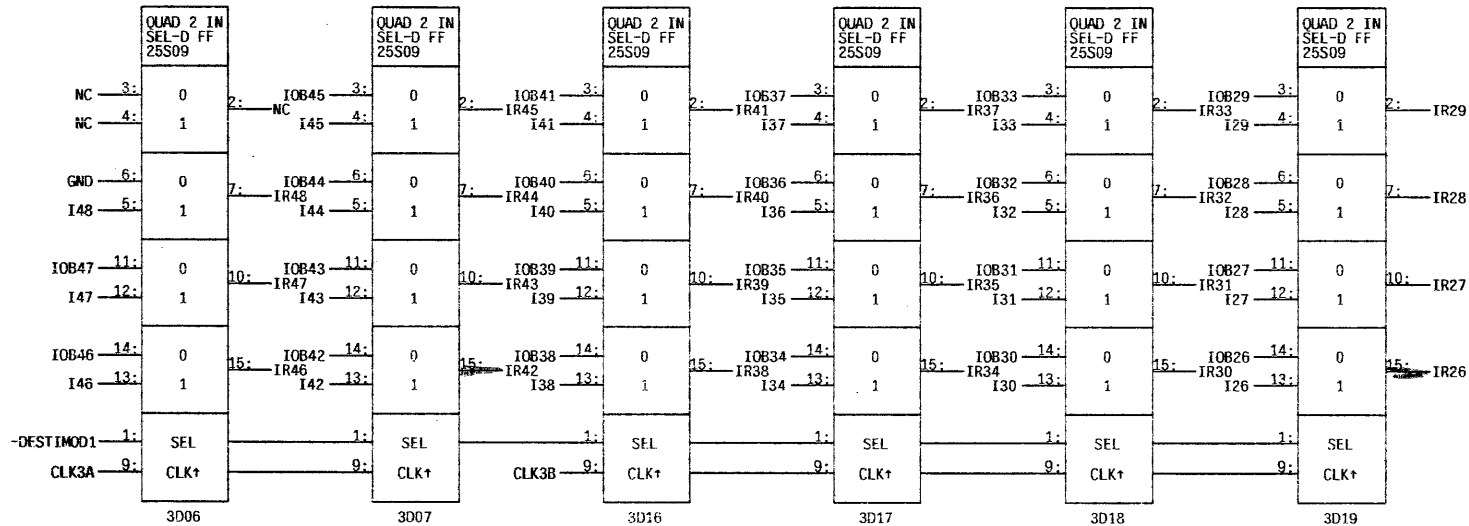 QUAD 2 IN QUAD 2 IN QUAD 2 IN QUAD 2 IN QUAD 2 IN QUAD 2 IN
SEL-D FF SEL-D FF SEL-D FF SEL-D FF SEL-D FF SEL-D FF
25S09 25S09 25S09 25S09 25S09 25S09
NC 3: 0 IOB45 3: 0 IOB41 3: 0 IOB37 3: 0 IOB33 3: 0 IOB29 3: 0
2: NC 2: IR45 2: IR41 2: IR37 2: IR33 2: IR29
NC 4: 1 I45 4: 1 I41 4: 1 I37 4: 1 I33 4: 1 I29 4: 1
GND 6: 0 IOB44 6: 0 IOB40 6: 0 IOB36 6: 0 IOB32 6: 0 IOB28 6: 0
7: IR48 7: IR44 7: IR40 7: IR36 7: IR32 7: IR28
I48 5: 1 I44 5: 1 I40 5: 1 I36 5: 1 I32 5: 1 I28 5: 1
IOB47 11: 0 IOB43 11: 0 IOB39 11: 0 IOB35 11: 0 IOB31 11: 0 IOB27 11: 0
10: IR47 10: IR43 10: IR39 10: IR35 10: IR31 10: IR27
I47 12: 1 I43 12: 1 I39 12: 1 I35 12: 1 I31 12: 1 I27 12: 1
IOB46 14: 0 IOB42 14: 0 IOB38 14: 0 IOB34 14: 0 IOB30 14: 0 IOB26 14: 0
15: IR46 15: IR42 15: IR38 15: IR34 15: IR30 15: IR26
I46 13: 1 I42 13: 1 I38 13: 1 I34 13: 1 I30 13: 1 I26 13: 1
-DESTIMOD1 1: SEL 1: SEL 1: SEL 1: SEL 1: SEL 1: SEL
CLK3A 9: CLK↑ 9: CLK↑ CLK3B 9: CLK↑ 9: CLK↑ 9: CLK↑ 9: CLK↑
3D06 3D07 3D16 3D17 3D18 3D19